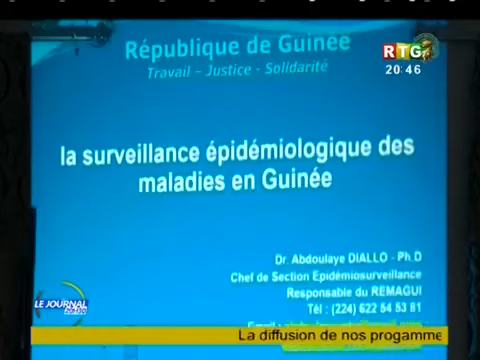 République de Guinée
Travail – Justice - Solidarité
RTG
20:46
la surveillance épidémiologique des
maladies en Guinée
Dr. Abdoulaye DIALLO - Ph.D
Chef de Section Epidémiosurveillance
Responsable du REMAGUI
Tél : (224) 622 54 53 81
LE JOURNAL
20H30
La diffusion de nos progamme